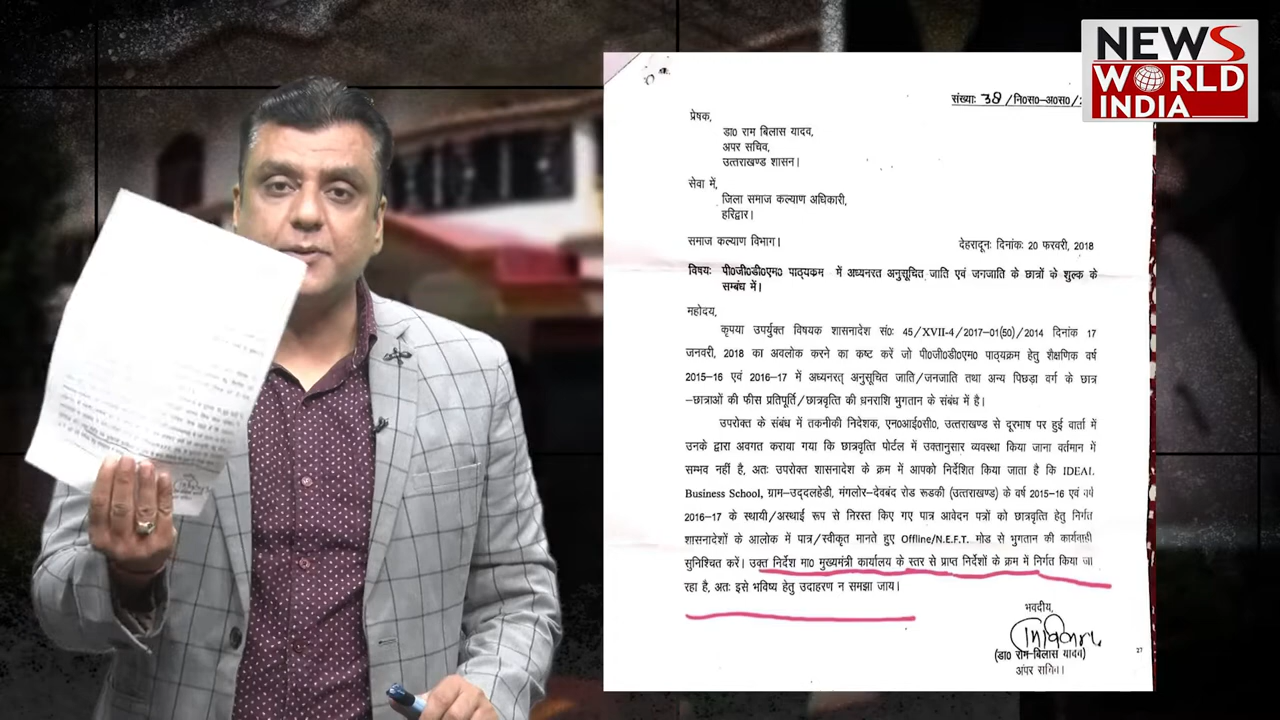 NEWS
WORLD
INDIA
संख्याः 38/नि०स०-अ०स०/
प्रेषक,
डा० राम बिलास यादव,
अपर सचिव,
उत्तराखण्ड शासन।
सेवा में,
जिला समाज कल्याण अधिकारी,
हरिद्वार।
समाज कल्याण विभाग। देहरादूनः दिनांकः 20 फरवरी, 2018
विषयः पी०जी०डी०एम० पाठ्यकम में अध्यनरत अनुसूचित जाति एवं जनजाति के छात्रों के शुल्क के
सम्बंध में।
महोदय,
कृपया उपर्युक्त विषयक शासनादेश सं०: 45/XVII-4/2017-01(50)/2014 दिनांक 17
जनवरी, 2018 का अवलोक करने का कष्ट करें जो पी०जी०डी०एम० पाठ्यक्रम हेतु शैक्षणिक वर्ष
2015-16 एवं 2016-17 में अध्यनरत् अनुसूचित जाति/जनजाति तथा अन्य पिछड़ा वर्ग के छात्र
-छात्राओं की फीस प्रतिपूर्ति/छात्रवृत्ति की धनराशि भुगतान के संबंध में है।
उपरोक्त के संबंध में तकनीकी निदेशक, एन०आई०सी०, उत्तराखण्ड से दूरभाष पर हुई वार्ता में
उनके द्वारा अवगत कराया गया कि छात्रवृत्ति पोर्टल में उक्तानुसार व्यवस्था किया जाना वर्तमान में
सम्भव नहीं है, अतः उपरोक्त शासनादेश के क्रम में आपको निर्देशित किया जाता है कि IDEAL
Business School, ग्राम-उद्दलहेडी, मंगलोर-देवबंद रोड रूडकी (उत्तराखण्ड) के वर्ष 2015-16 एवं वर्ष
2016-17 के स्थायी/अस्थाई रूप से निरस्त किए गए पात्र आवेदन पत्रों को छात्रवृत्ति हेतु निर्गत
शासनादेशों के आलोक में पात्र/स्वीकृत मानते हुए Offline/N.E.F.T. मोड से भुगतान की कार्यवाही
सुनिश्चित करें। उक्त निर्देश मा० मुख्यमंत्री कार्यालय के स्तर से प्राप्त निर्देशों के क्रम में निर्गत किया जा
रहा है, अतः इसे भविष्य हेतु उदाहरण न समझा जाय।
भवदीय,
(डा० राम-बिलास यादव)
अपर सचिव।
27